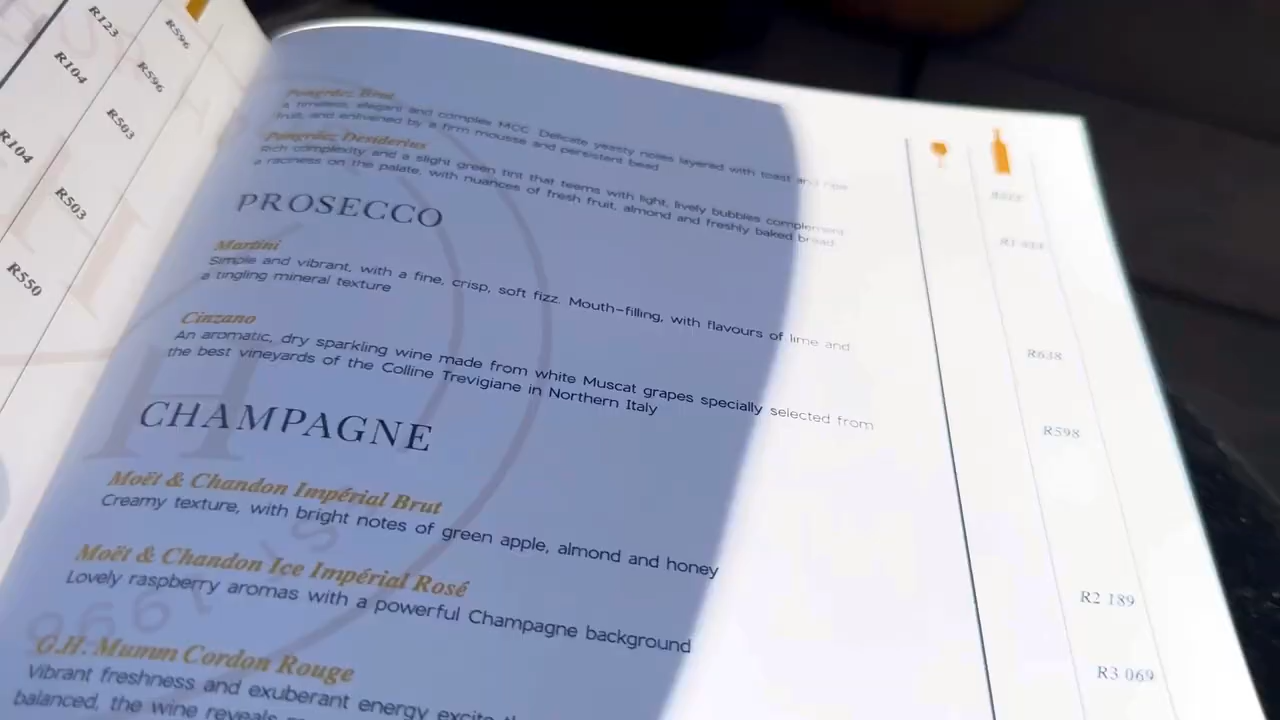 R123
R596
R104
R596
R503
R104
R503
R550
Pongrácz Brut
a timeless, elegant and complex MCC. Delicate yeasty notes layered with toast and ripe
fruit, and enlivened by a firm mousse and persistent bead
Pongrácz Desiderius
Rich complexity and a slight green tint that teems with light, lively bubbles complement
a raciness on the palate, with nuances of fresh fruit, almond and freshly baked bread
PROSECCO
Martini
Simple and vibrant, with a fine, crisp, soft fizz. Mouth-filling, with flavours of lime and
a tingling mineral texture
R638
Cinzano
An aromatic, dry sparkling wine made from white Muscat grapes specially selected from
the best vineyards of the Colline Trevigiane in Northern Italy
R598
CHAMPAGNE
Moët & Chandon Impérial Brut
Creamy texture, with bright notes of green apple, almond and honey
R2 189
Moët & Chandon Ice Impérial Rosé
Lovely raspberry aromas with a powerful Champagne background
R3 069
G.H. Mumm Cordon Rouge
Vibrant freshness and exuberant energy excite
balanced, the wine reveals